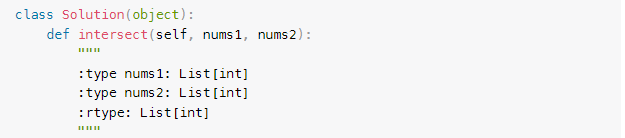 class Solution(object):
    def intersect(self, nums1, nums2):
        """
        :type nums1: List[int]
        :type nums2: List[int]
        :rtype: List[int]
        """